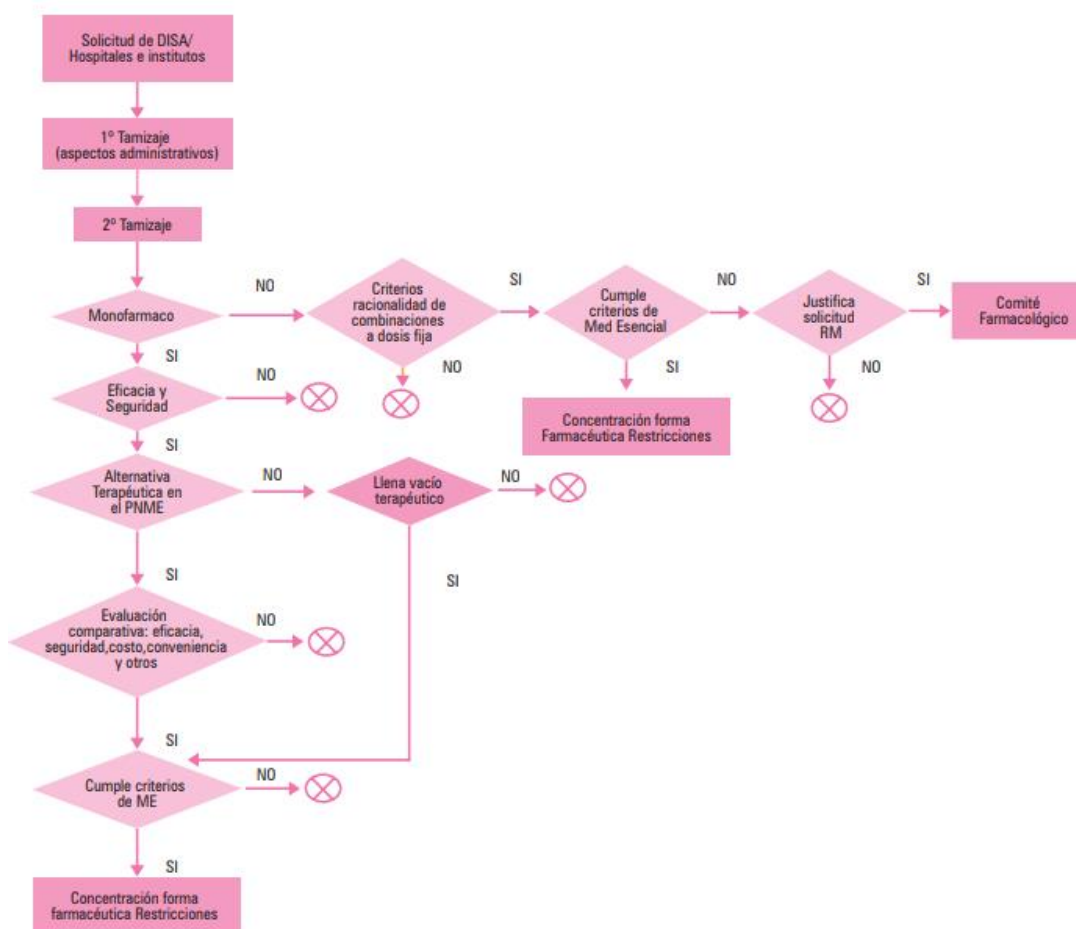 Solicitud de DISA/
Hospitales e institutos
1º Tamizaje
(aspectos administrativos)
2º Tamizaje
Monofarmaco
NO
Criterios
racionalidad de
combinaciones
a dosis fija
SI
Cumple
criterios de
Med Esencial
NO
Justifica
solicitud
RM
SI
Comité
Farmacológico
SI
NO
SI
NO
Eficacia y
Seguridad
NO
Concentración forma
Farmacéutica Restricciones
SI
Alternativa
Terapéutica en
el PNME
NO
Llena vacío
terapéutico
NO
SI
SI
Evaluación
comparativa: eficacia,
seguridad,costo,conveniencia
y otros
NO
SI
Cumple criterios
de ME
NO
SI
Concentración forma
farmacéutica Restricciones